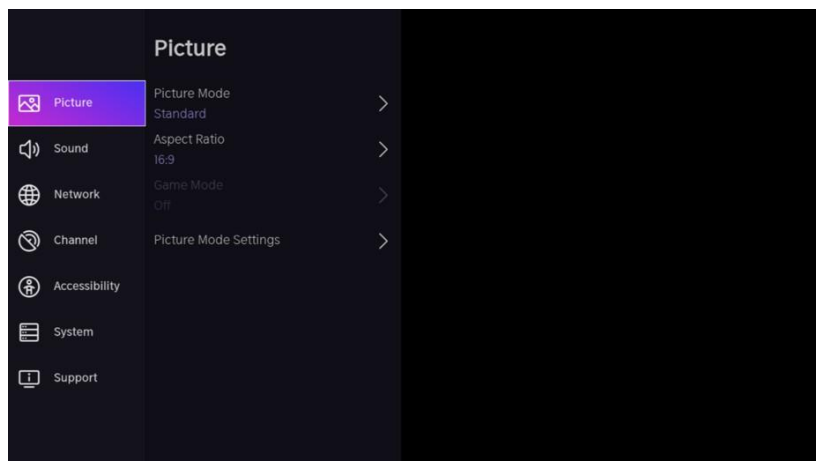 Picture
Picture
Sound
Network
Channel
Accessibility
System
Support
Picture Mode
Standard
Aspect Ratio
16:9
Game Mode
Off
Picture Mode Settings